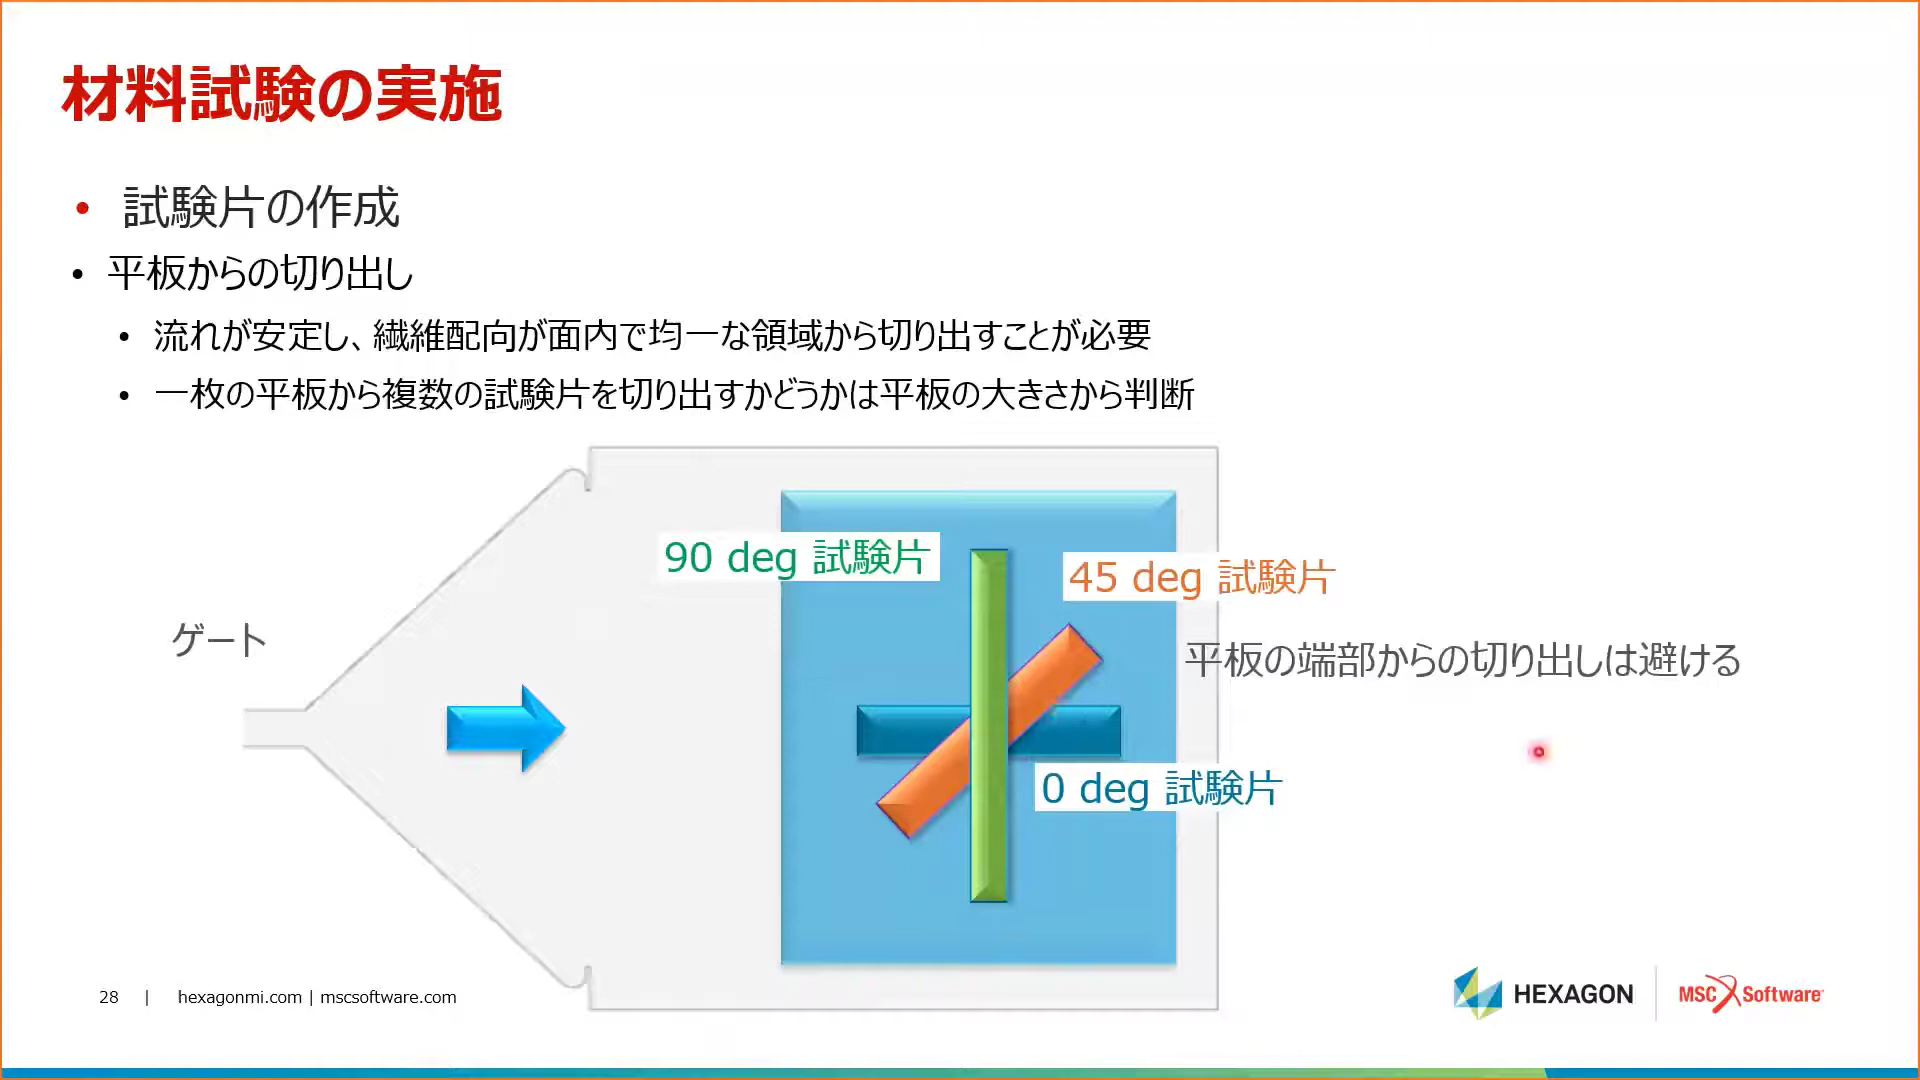 材料試験の実施
• 試験片の作成
• 平板からの切り出し
• 流れが安定し、繊維配向が面内で均一な領域から切り出すことが必要
• 一枚の平板から複数の試験片を切り出すかどうかは平板の大きさから判断
90 deg 試験片
45 deg 試験片
ゲート
平板の端部からの切り出しは避ける
0 deg 試験片
28 | hexagonmi.com | mscsoftware.com
HEXAGON
MSC Software